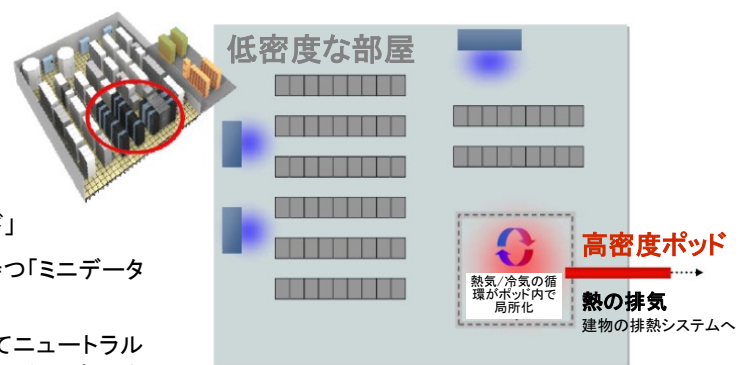 低密度な部屋
」
つ「ミニデータ
てニュートラル
熱気/冷気の循
環がポッド内で
局所化
高密度ポッド
熱の排気
建物の排熱システムへ